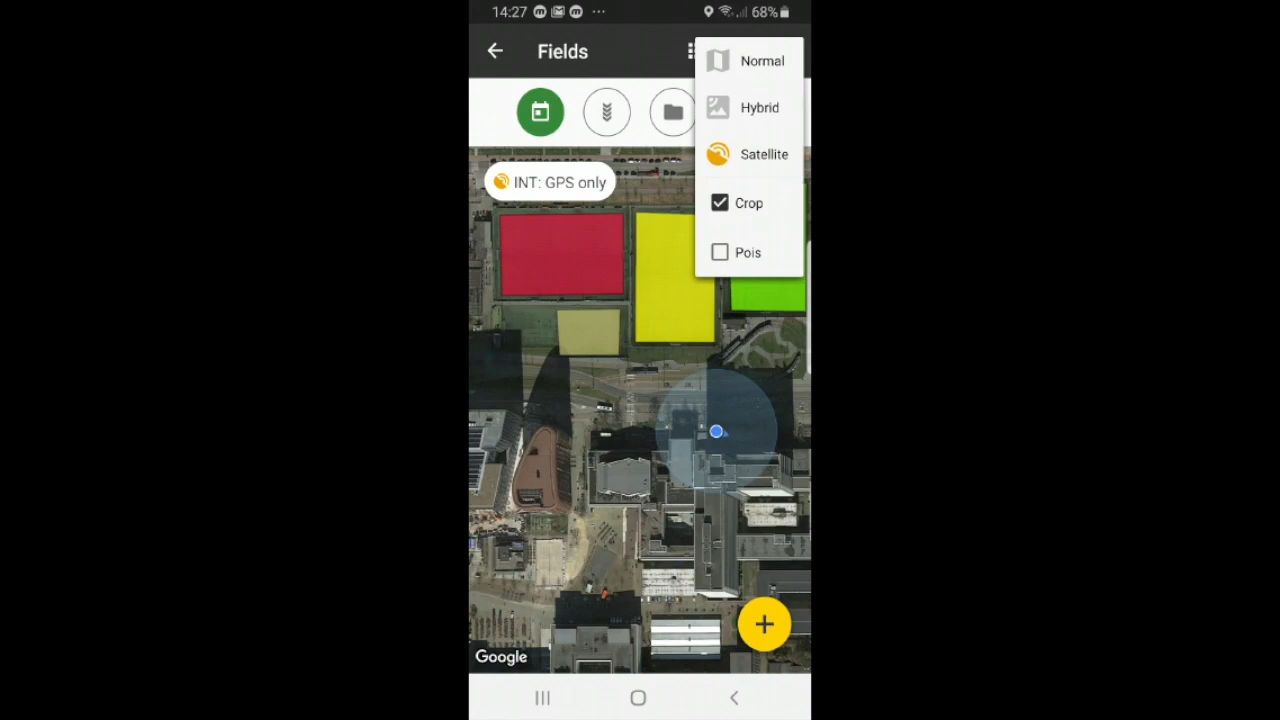 14:27
68%
Fields
Normal
Hybrid
Satellite
INT: GPS only
Crop
Pois
Google